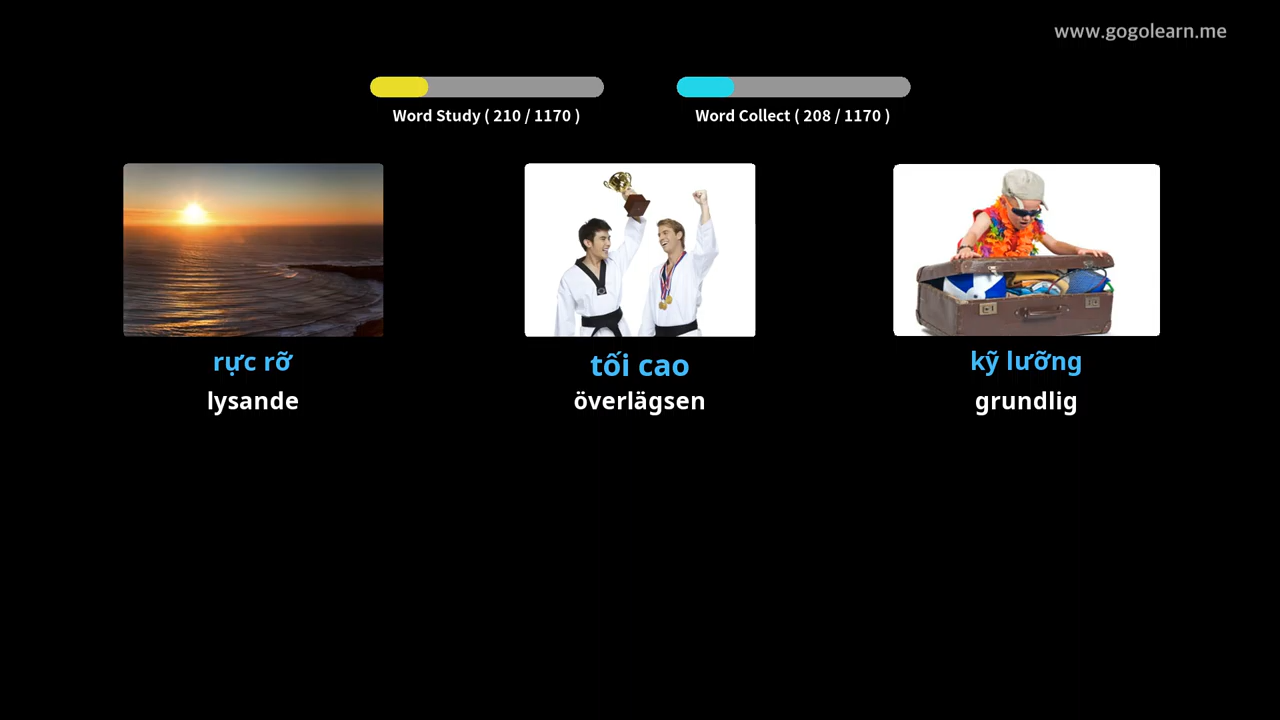 www.gogolearn.me
Word Study ( 210 / 1170 )
Word Collect ( 208 / 1170 )
rực rỡ
lysande
tối cao
överlägsen
kỹ lưỡng
grundlig